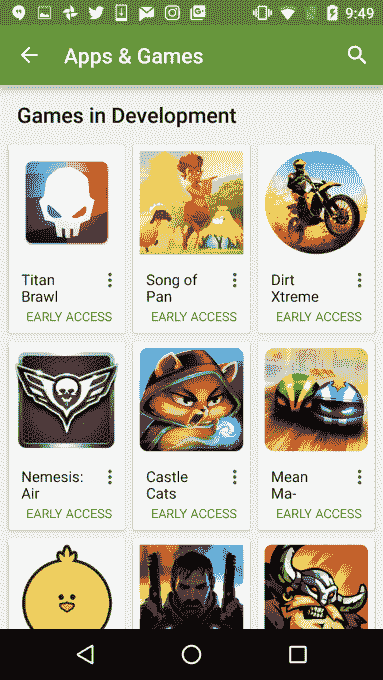 9:49
Apps & Games
Games in Development
Titan
Brawl
EARLY ACCESS
Song of
Pan
EARLY ACCESS
Dirt
Xtreme
EARLY ACCESS
Nemesis:
Air
EARLY ACCESS
Castle
Cats
EARLY ACCESS
Mean
Ma-
EARLY ACCESS